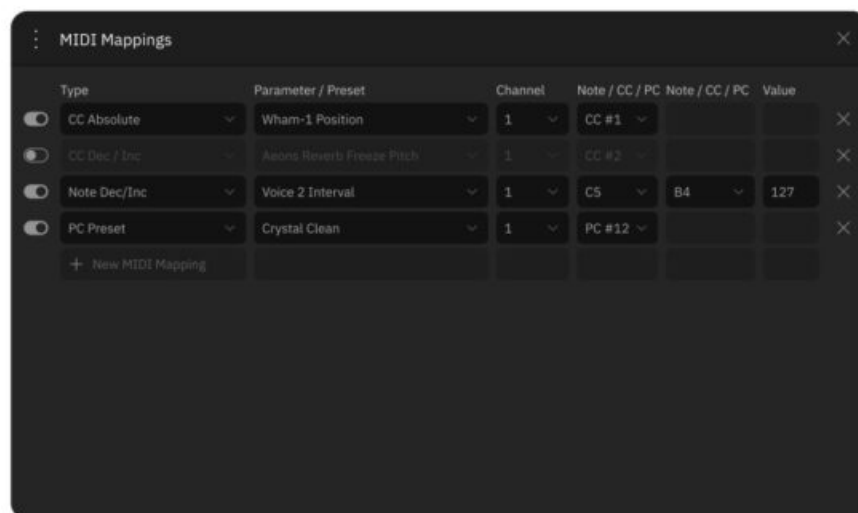 MIDI Mappings
Type Parameter / Preset Channel Note / CC / PC Note / CC / PC Value
CC Absolute Wham-1 Position 1 CC #1
CC Dec / Inc Aeons Reverb Freeze Pitch 1 CC #2
Note Dec/Inc Voice 2 Interval 1 C5 B4 127
PC Preset Crystal Clean 1 PC #12
+ New MIDI Mapping